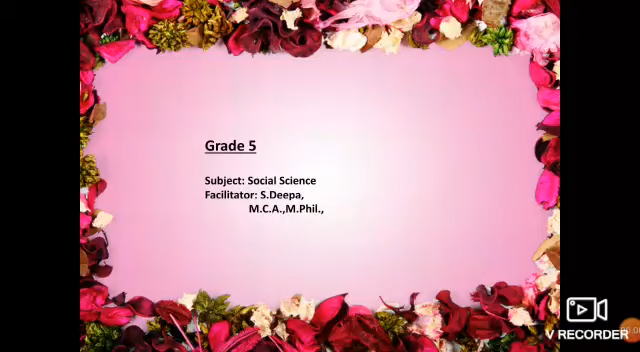 Grade 5
Subject: Social Science
Facilitator: S.Deepa,
M.C.A.,M.Phil.,
V RECORDER